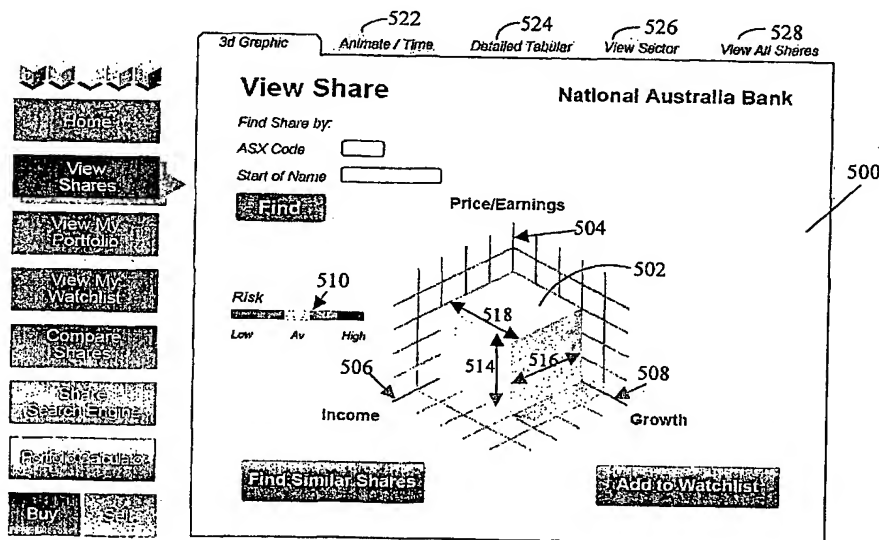 522
524
526
528
3d Graphic
Animate / Time
Detailed Tabular
View Sector
View All Shares
View Share
National Australia Bank
Find Share by:
ASX Code
Start of Name
Find
Home
View Shares
View My Portfolio
View My Watchlist
Compare Shares
Share Search Engine
Portfolio Calculator
Buy
Sell
500
Price/Earnings
504
502
510
Risk
Low
Av
High
518
514
516
506
508
Income
Growth
Find Similar Shares
Add to Watchlist